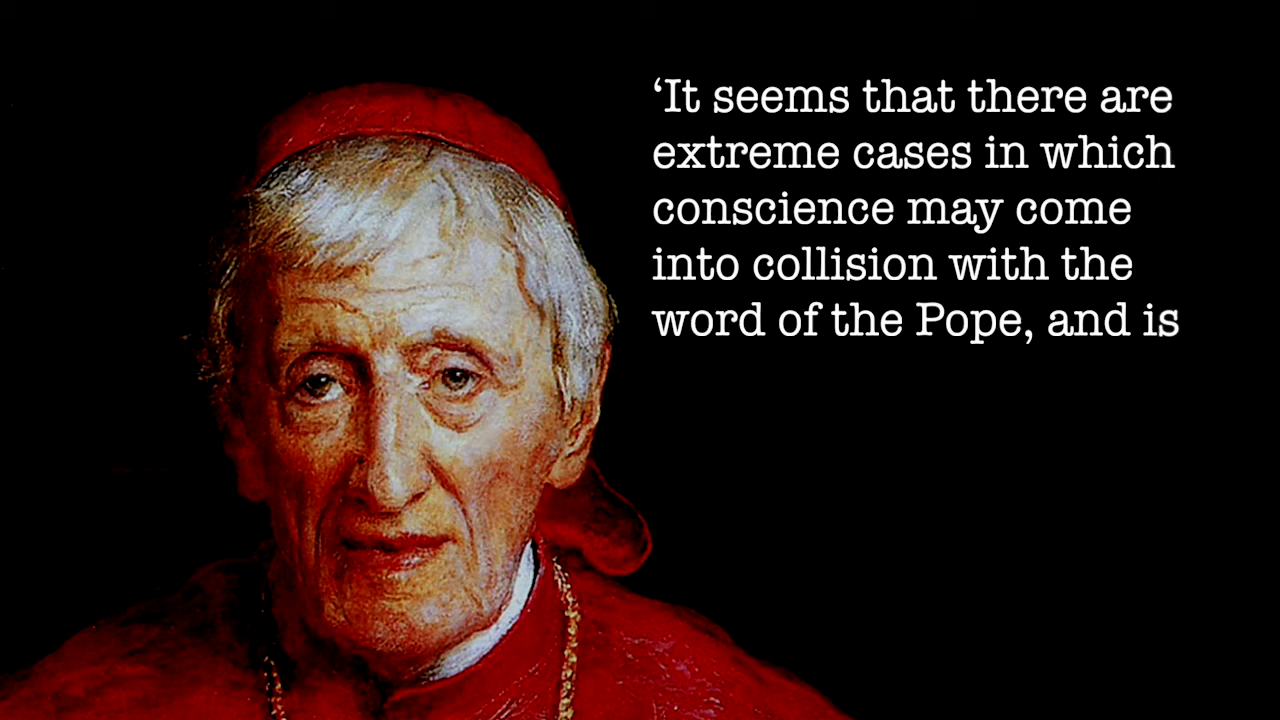 ‘It seems that there are
extreme cases in which
conscience may come
into collision with the
word of the Pope, and is